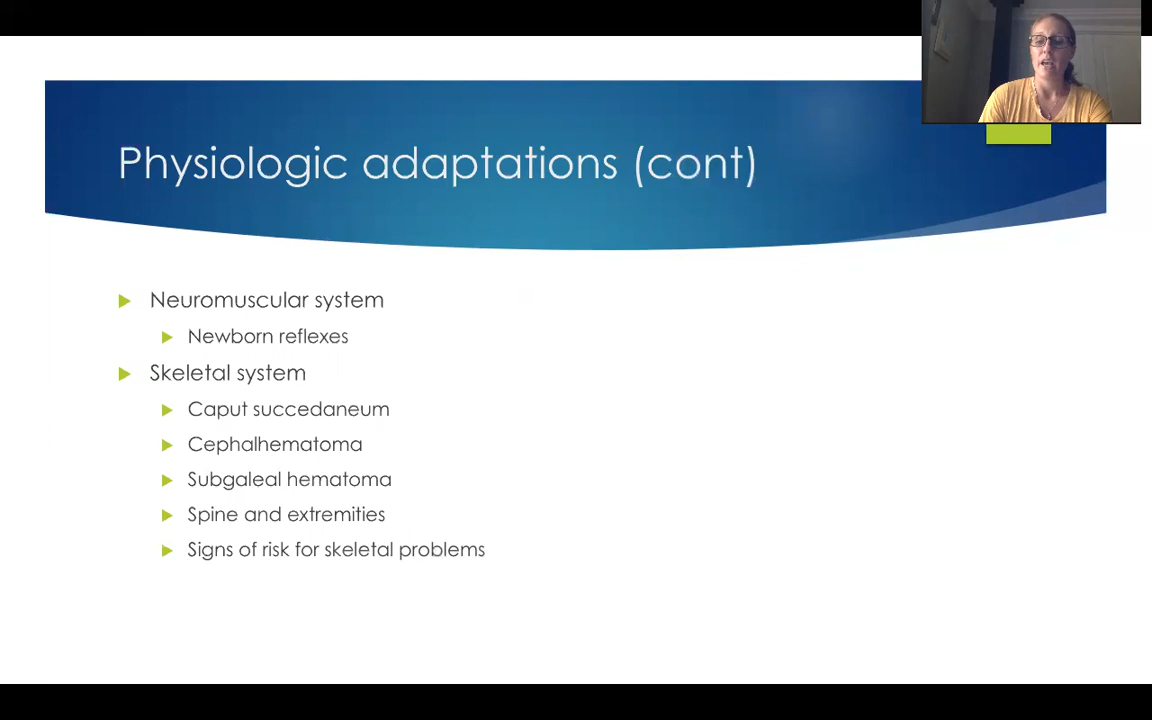 Physiologic adaptations (cont)
Neuromuscular system
Newborn reflexes
Skeletal system
Caput succedaneum
Cephalhematoma
Subgaleal hematoma
Spine and extremities
Signs of risk for skeletal problems